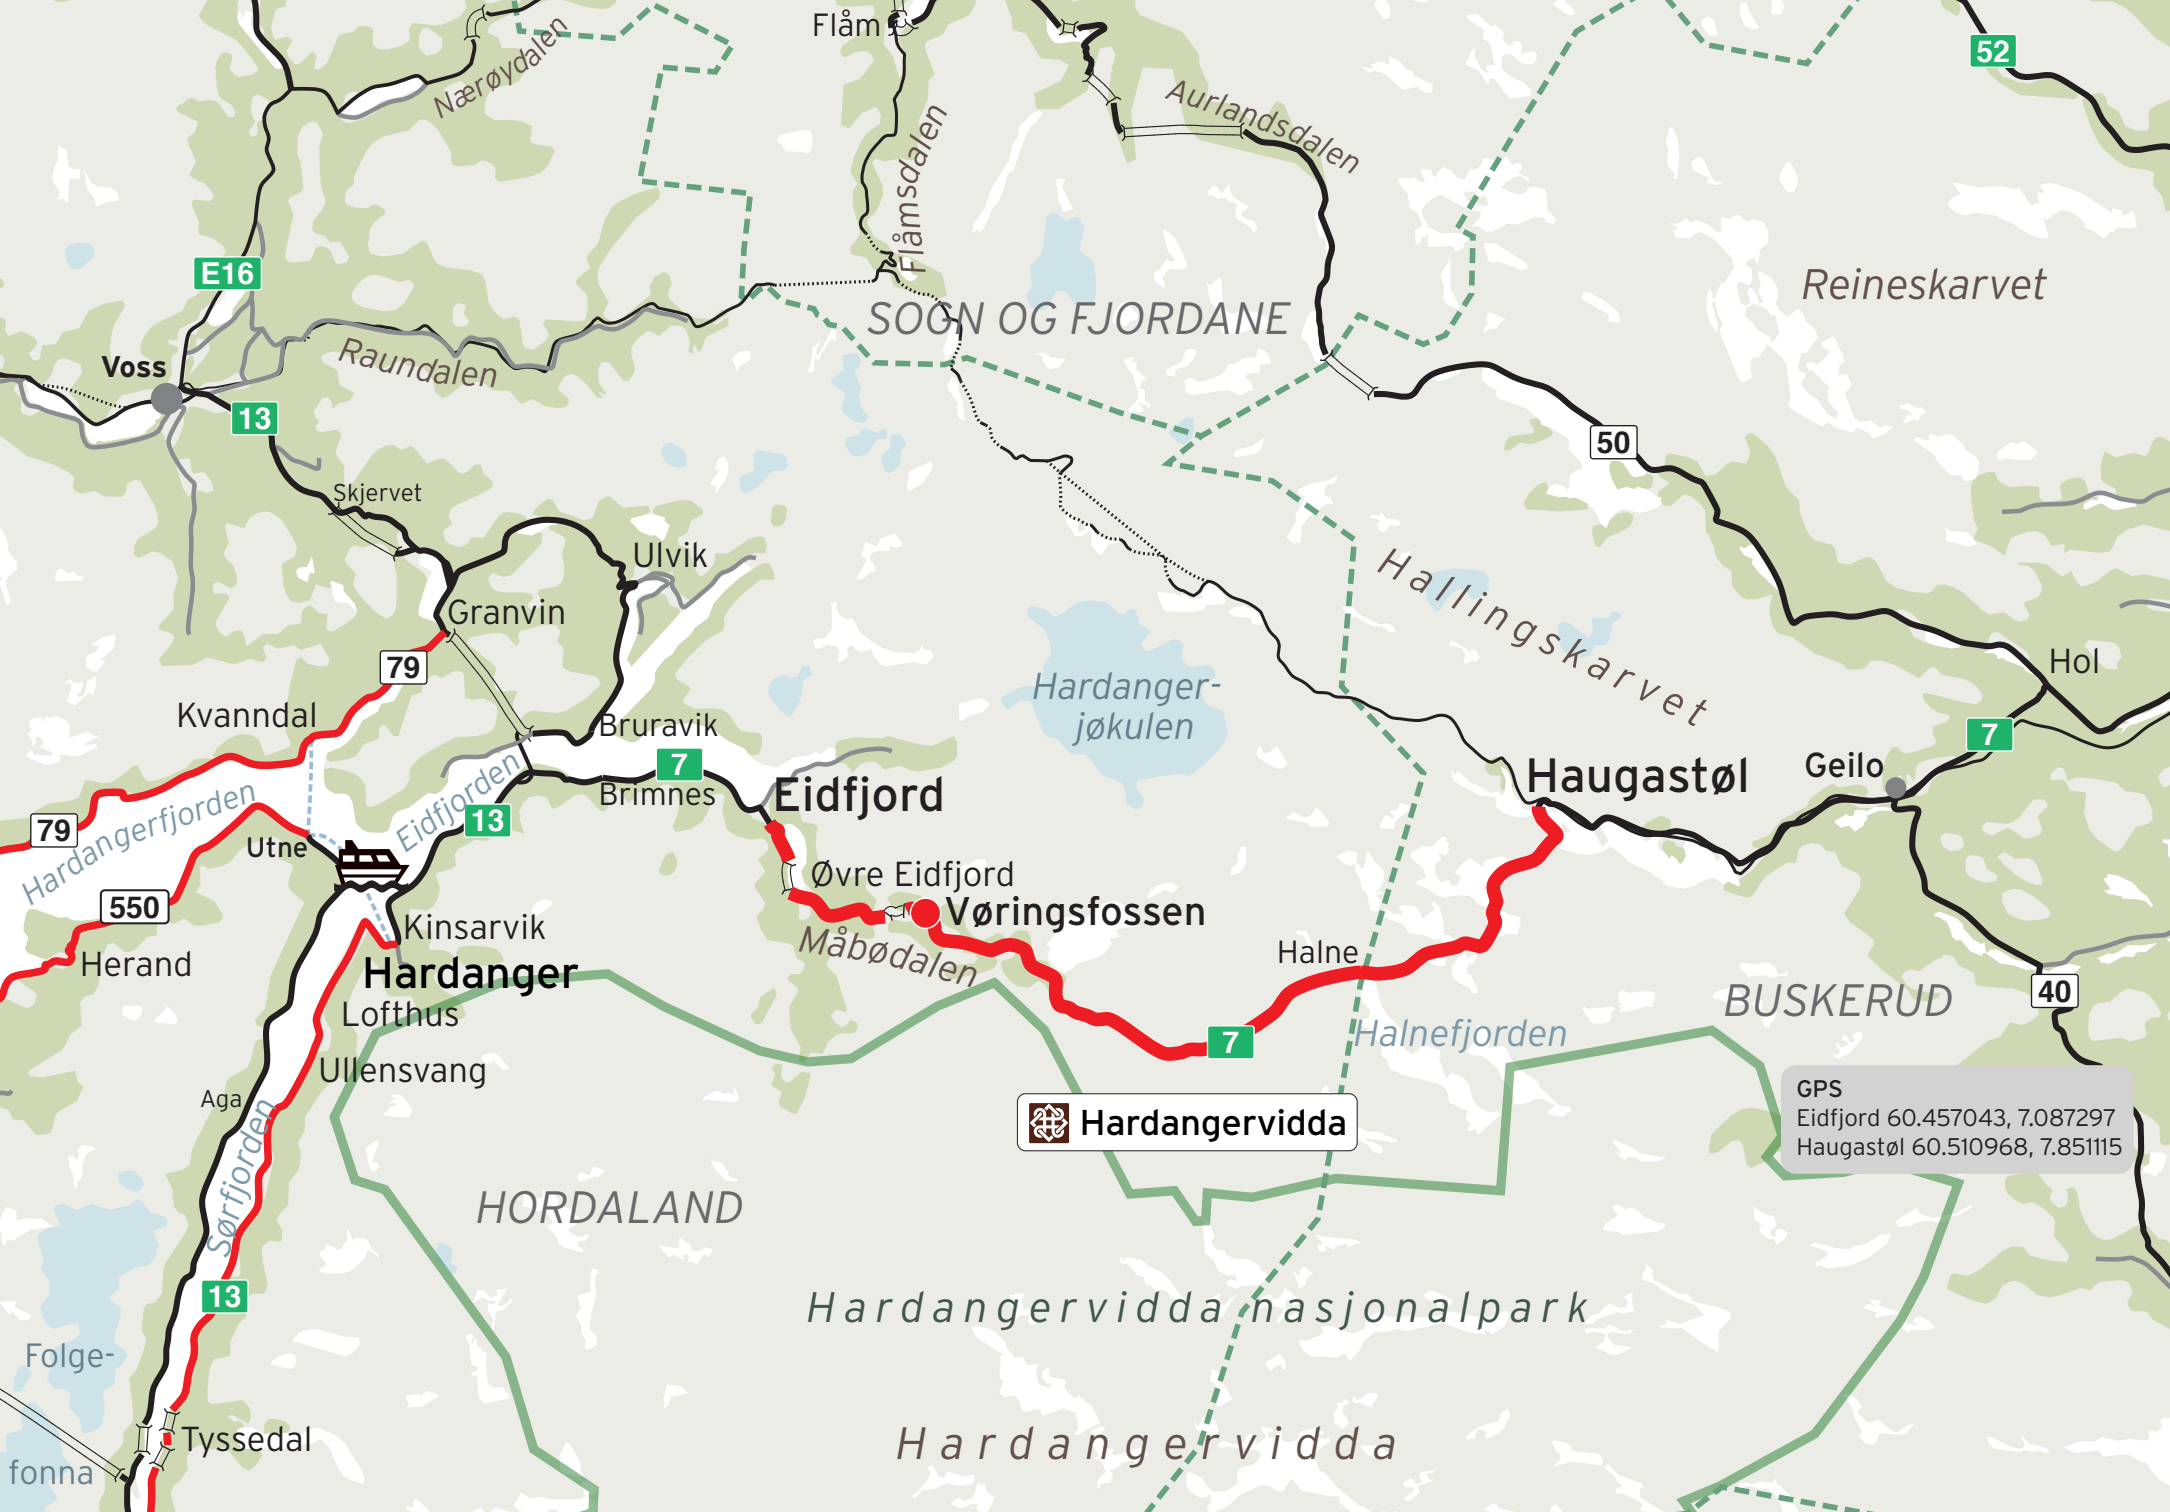 Flåm
52
Nærøydalen
Aurlandsdalen
Flåmsdalen
E16
Reineskarvet
SOGN OG FJORDANE
Voss
Raundalen
13
50
Skjervet
Ulvik
Hallingskarvet
Granvin
79
Hol
Hardanger-
jøkulen
Kvanndal
Bruravik
7
7
Geilo
Haugastøl
Brimnes
Eidfjord
Hardangerfjorden
Eidfjorden
79
13
Utne
Øvre Eidfjord
550
Vøringsfossen
Kinsarvik
Måbødalen
Halne
Herand
Hardanger
40
BUSKERUD
Lofthus
7
Halnefjorden
Ullensvang
GPS
Eidfjord 60.457043, 7.087297
Haugastøl 60.510968, 7.851115
Aga
Hardangervidda
Sørfjorden
HORDALAND
13
Hardangervidda nasjonalpark
Folge-
fonna
Tyssedal
Hardangervidda